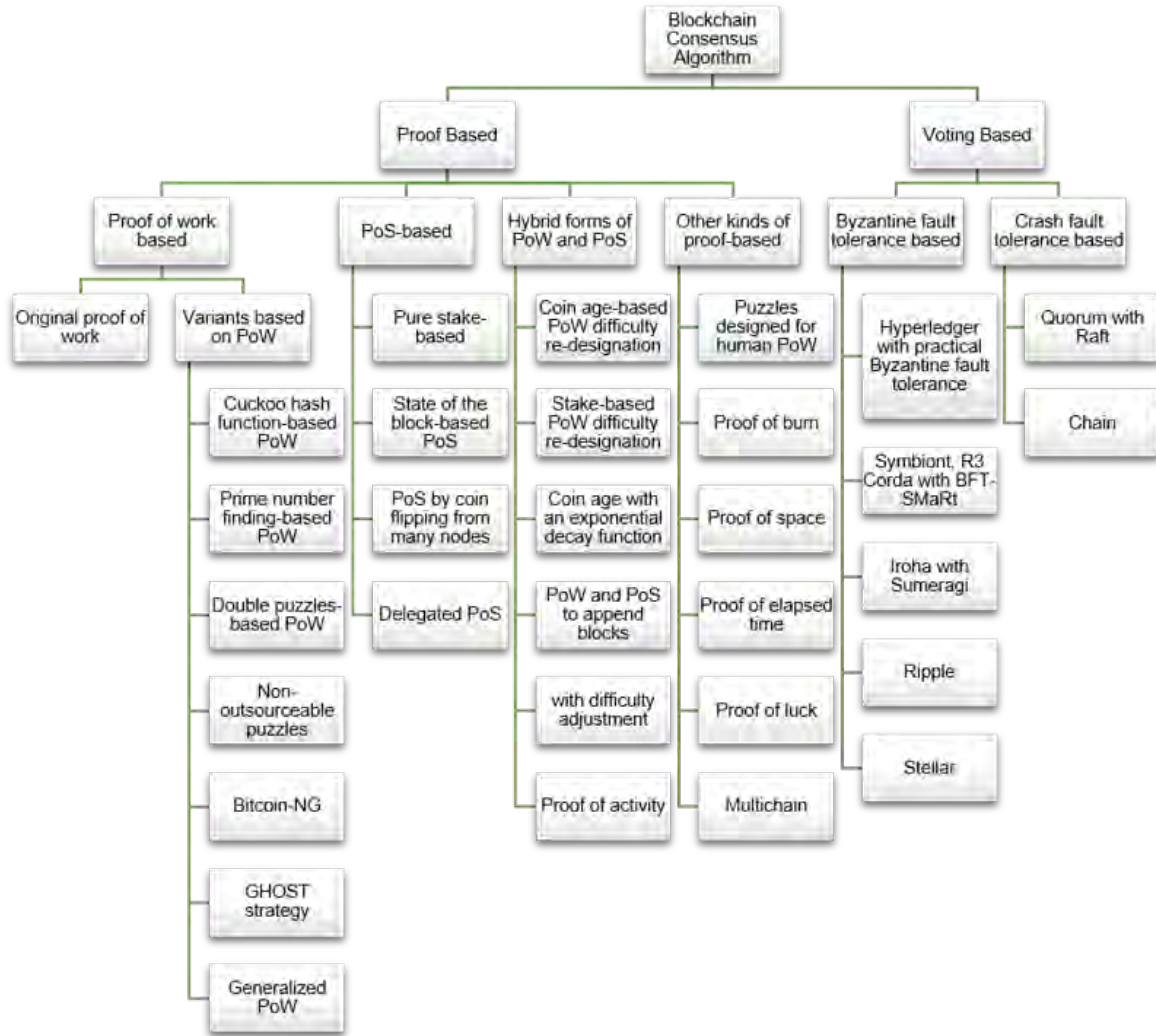 Blockchain
Consensus
Algorithm
Proof Based
Voting Based
Proof of work
based
PoS-based
Hybrid forms of
PoW and PoS
Other kinds of
proof-based
Byzantine fault
tolerance based
Crash fault
tolerance based
Original proof of
work
Variants based
on PoW
Cuckoo hash
function-based
PoW
Prime number
finding-based
PoW
Double puzzles-
based PoW
Non-
outsourceable
puzzles
Bitcoin-NG
GHOST
strategy
Generalized
PoW
Pure stake-
based
State of the
block-based
PoS
PoS by coin
flipping from
many nodes
Delegated PoS
Coin age-based
PoW difficulty
re-designation
Stake-based
PoW difficulty
re-designation
Coin age with
an exponential
decay function
PoW and PoS
to append
blocks
with difficulty
adjustment
Proof of activity
Puzzles
designed for
human PoW
Proof of burn
Proof of space
Proof of elapsed
time
Proof of luck
Multichain
Hyperledger
with practical
Byzantine fault
tolerance
Symbiont, R3
Corda with BFT-
SMaRt
Iroha with
Sumeragi
Ripple
Stellar
Quorum with
Raft
Chain